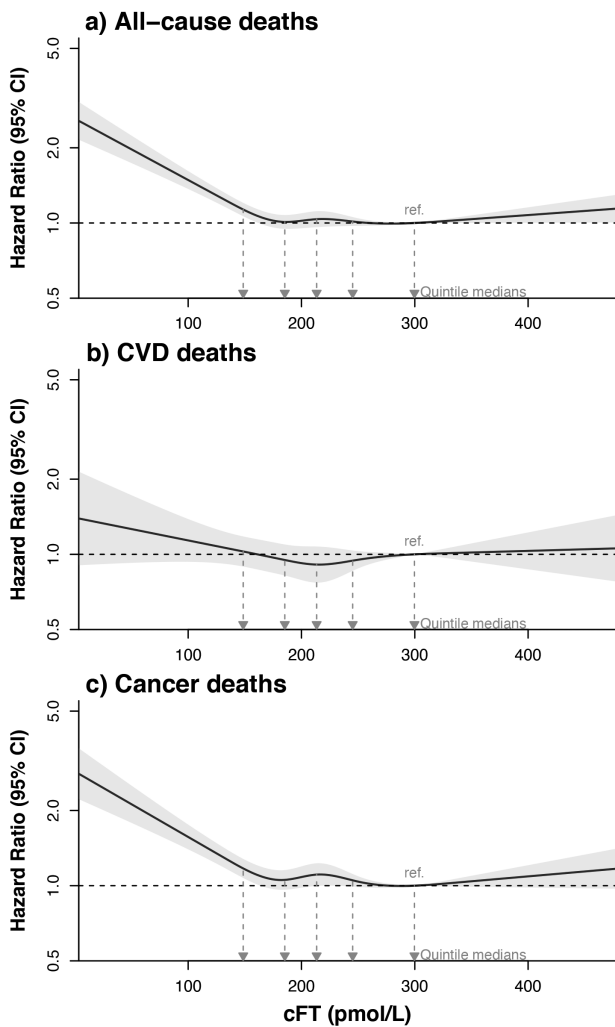 a) All−cause deaths
Hazard Ratio (95% CI)
5.0
2.0
1.0
0.5
ref.
Quintile medians
100
200
300
400
b) CVD deaths
Hazard Ratio (95% CI)
5.0
2.0
1.0
0.5
ref.
Quintile medians
100
200
300
400
c) Cancer deaths
Hazard Ratio (95% CI)
5.0
2.0
1.0
0.5
ref.
Quintile medians
100
200
300
400
cFT (pmol/L)